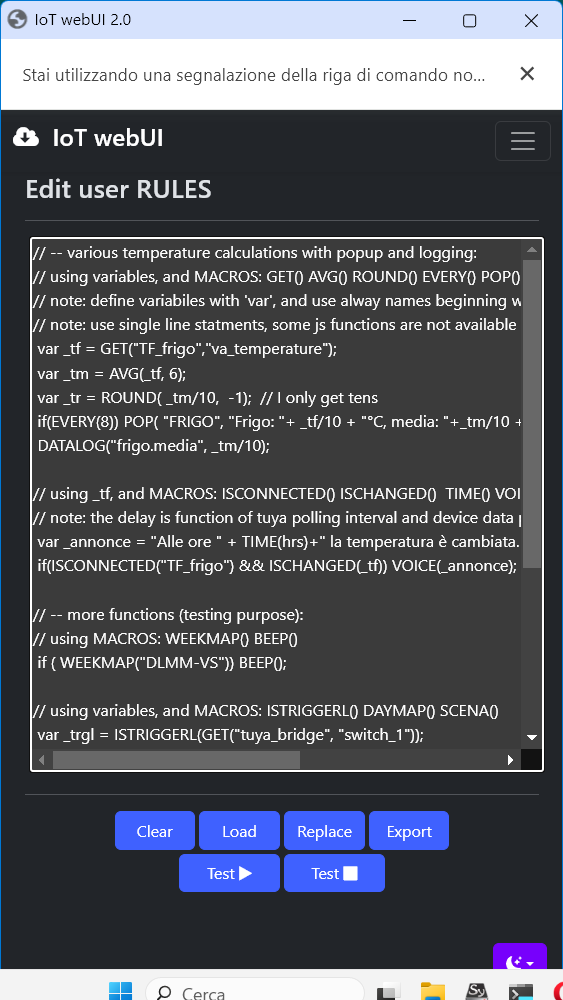 IoT webUI 2.0
Stai utilizzando una segnalazione della riga di comando no...
IoT webUI
Edit user RULES
// -- various temperature calculations with popup and logging:
// using variables, and MACROS: GET() AVG() ROUND() EVERY() POP()
// note: define variabiles with 'var', and use alway names beginning w
// note: use single line statments, some js functions are not available
var _tf = GET("TF_frigo","va_temperature");
var _tm = AVG(_tf, 6);
var _tr = ROUND( _tm/10,  -1);  // I only get tens
if(EVERY(8)) POP( "FRIGO", "Frigo: "+ _tf/10 + "°C, media: "+_tm/10 +
DATALOG("frigo.media", _tm/10);
// using _tf, and MACROS: ISCONNECTED() ISCHANGED()  TIME() VOI
// note: the delay is function of tuya polling interval and device data p
var _annonce = "Alle ore " + TIME(hrs)+" la temperatura è cambiata.
if(ISCONNECTED("TF_frigo") && ISCHANGED(_tf)) VOICE(_annonce);
// -- more functions (testing purpose):
// using MACROS: WEEKMAP() BEEP()
if ( WEEKMAP("DLMM-VS")) BEEP();
// using variables, and MACROS: ISTRIGGERL() DAYMAP() SCENA()
var _trgl = ISTRIGGERL(GET("tuya_bridge", "switch_1"));
Clear Load Replace Export
Test Test
Cerca